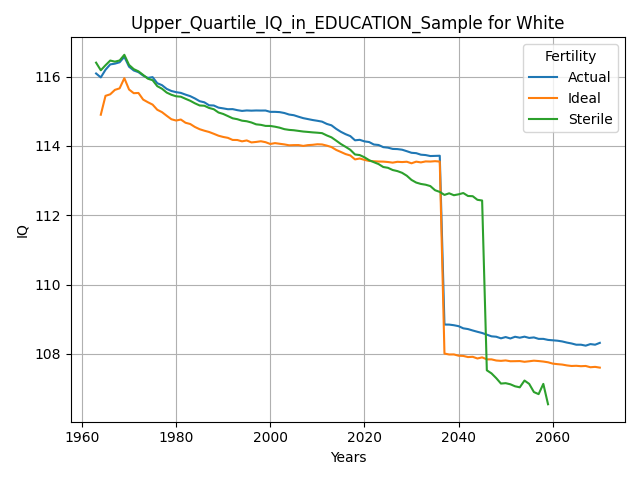 Upper_Quartile_IQ_in_EDUCATION_Sample for White
Fertility
Actual
Ideal
Sterile
IQ
116
114
112
110
108
1960
1980
2000
2020
2040
2060
Years